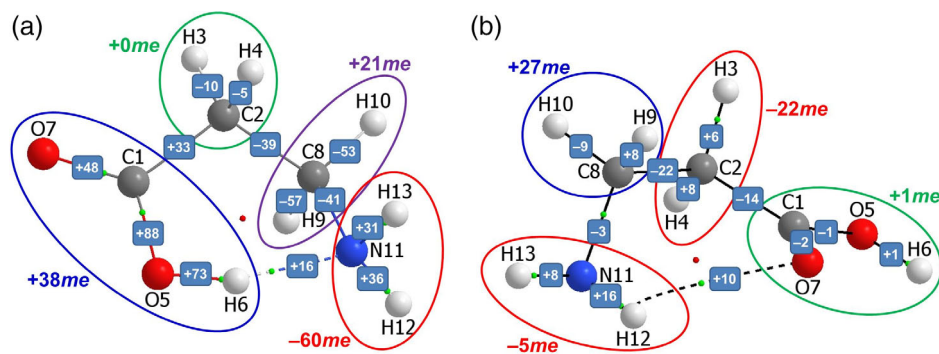 (a)
+0me
H3
H4
–10
–5
C2
+21me
H10
O7
+48
C1
+33
–39
C8
–53
–57
H9
–41
H13
+31
+88
+73
O5
H6
+16
N11
+36
H12
+38me
–60me
(b)
+27me
H3
–22me
H10
H9
–9
+8
+6
C8
–22
C2
+8
H4
–14
C1
+1me
–3
–2
–1
O5
H6
+1
O7
H13
+8
N11
+16
H12
+10
–5me